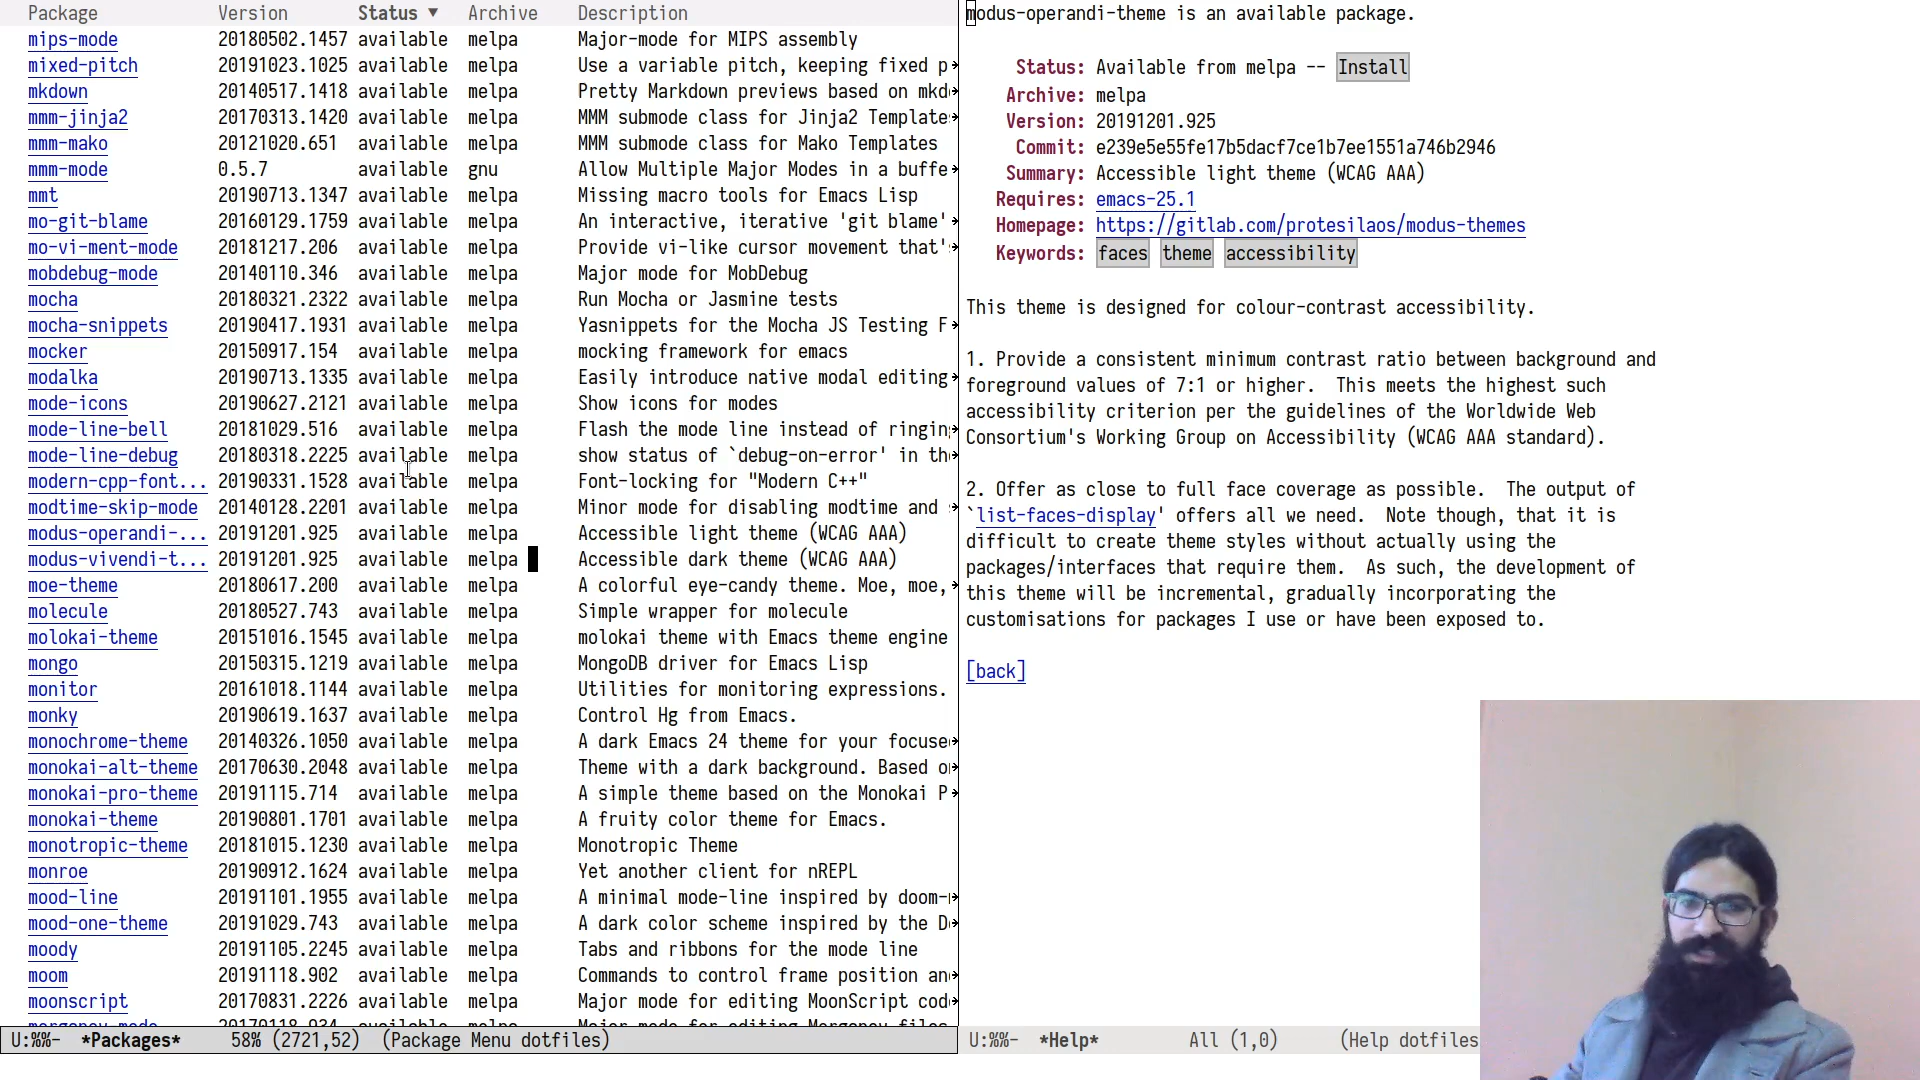 Package Version Status ▼ Archive Description
mips-mode 20180502.1457 available melpa Major-mode for MIPS assembly
mixed-pitch 20191023.1025 available melpa Use a variable pitch, keeping fixed p→
mkdown 20140517.1418 available melpa Pretty Markdown previews based on mkd→
mmm-jinja2 20170313.1420 available melpa MMM submode class for Jinja2 Template→
mmm-mako 20121020.651 available melpa MMM submode class for Mako Templates
mmm-mode 0.5.7 available gnu Allow Multiple Major Modes in a buffe→
mmt 20190713.1347 available melpa Missing macro tools for Emacs Lisp
mo-git-blame 20160129.1759 available melpa An interactive, iterative 'git blame'→
mo-vi-ment-mode 20181217.206 available melpa Provide vi-like cursor movement that'→
mobdebug-mode 20140110.346 available melpa Major mode for MobDebug
mocha 20180321.2322 available melpa Run Mocha or Jasmine tests
mocha-snippets 20190417.1931 available melpa Yasnippets for the Mocha JS Testing F→
mocker 20150917.154 available melpa mocking framework for emacs
modalka 20190713.1335 available melpa Easily introduce native modal editing→
mode-icons 20190627.2121 available melpa Show icons for modes
mode-line-bell 20181029.516 available melpa Flash the mode line instead of ringin→
mode-line-debug 20180318.2225 available melpa show status of `debug-on-error' in th→
modern-cpp-font... 20190331.1528 available melpa Font-locking for "Modern C++"
modtime-skip-mode 20140128.2201 available melpa Minor mode for disabling modtime and →
modus-operandi-... 20191201.925 available melpa Accessible light theme (WCAG AAA)
modus-vivendi-t... 20191201.925 available melpa Accessible dark theme (WCAG AAA)
moe-theme 20180617.200 available melpa A colorful eye-candy theme. Moe, moe,→
molecule 20180527.743 available melpa Simple wrapper for molecule
molokai-theme 20151016.1545 available melpa molokai theme with Emacs theme engine
mongo 20150315.1219 available melpa MongoDB driver for Emacs Lisp
monitor 20161018.1144 available melpa Utilities for monitoring expressions.
monky 20190619.1637 available melpa Control Hg from Emacs.
monochrome-theme 20140326.1050 available melpa A dark Emacs 24 theme for your focuse→
monokai-alt-theme 20170630.2048 available melpa Theme with a dark background. Based o→
monokai-pro-theme 20191115.714 available melpa A simple theme based on the Monokai P→
monokai-theme 20190801.1701 available melpa A fruity color theme for Emacs.
monotropic-theme 20181015.1230 available melpa Monotropic Theme
monroe 20190912.1624 available melpa Yet another client for nREPL
mood-line 20191101.1955 available melpa A minimal mode-line inspired by doom-→
mood-one-theme 20191029.743 available melpa A dark color scheme inspired by the D→
moody 20191105.2245 available melpa Tabs and ribbons for the mode line
moom 20191118.902 available melpa Commands to control frame position an→
moonscript 20170831.2226 available melpa Major mode for editing MoonScript cod→
U:%%- *Packages* 58% (2721,52) (Package Menu dotfiles)
modus-operandi-theme is an available package.
Status: Available from melpa -- Install
Archive: melpa
Version: 20191201.925
Commit: e239e5e55fe17b5dacf7ce1b7ee1551a746b2946
Summary: Accessible light theme (WCAG AAA)
Requires: emacs-25.1
Homepage: https://gitlab.com/protesilaos/modus-themes
Keywords: faces theme accessibility
This theme is designed for colour-contrast accessibility.
1. Provide a consistent minimum contrast ratio between background and
foreground values of 7:1 or higher. This meets the highest such
accessibility criterion per the guidelines of the Worldwide Web
Consortium's Working Group on Accessibility (WCAG AAA standard).
2. Offer as close to full face coverage as possible. The output of
`list-faces-display' offers all we need. Note though, that it is
difficult to create theme styles without actually using the
packages/interfaces that require them. As such, the development of
this theme will be incremental, gradually incorporating the
customisations for packages I use or have been exposed to.
[back]
U:%%- *Help* All (1,0) (Help dotfiles